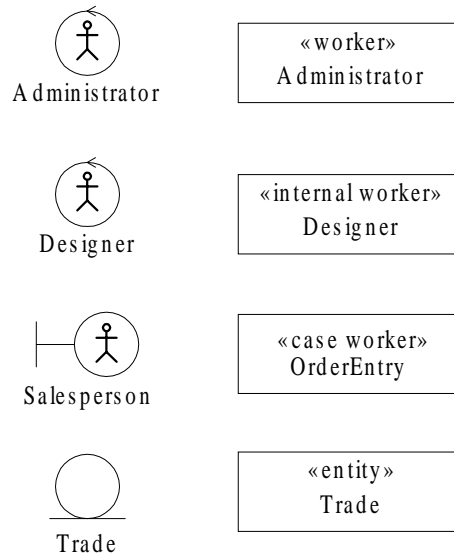 Administrator
«worker»
Administrator
Designer
«internal worker»
Designer
Salesperson
«case worker»
OrderEntry
Trade
«entity»
Trade